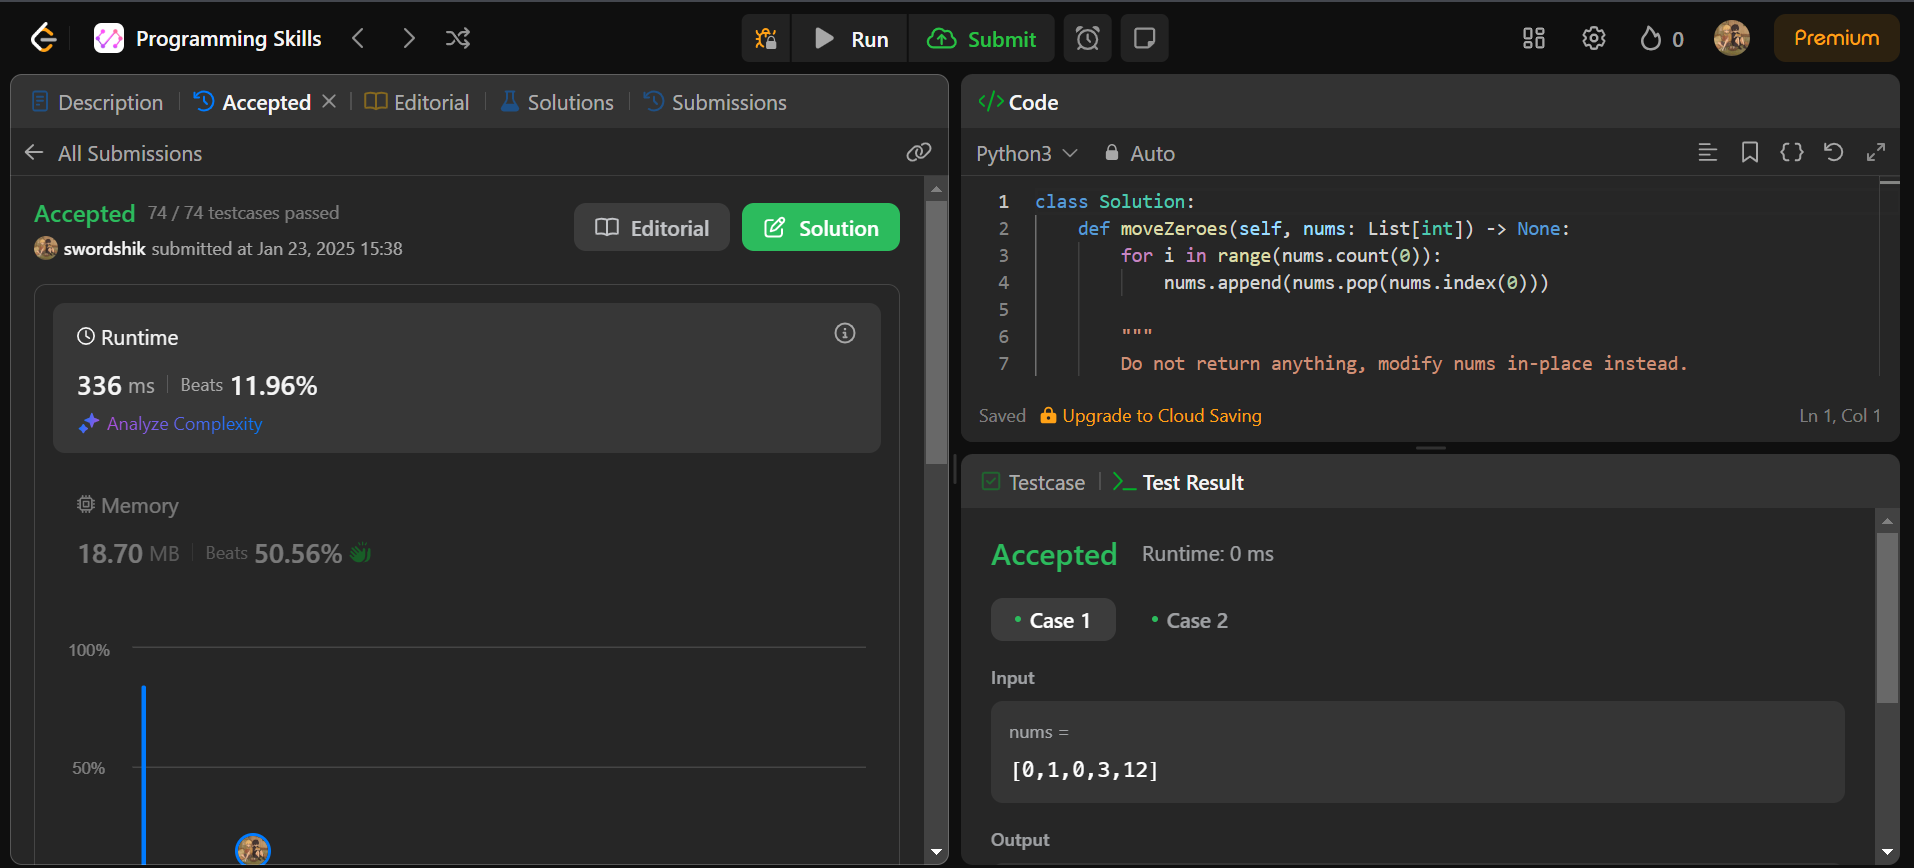 Programming Skills
Run
Submit
0
Premium
Description
Accepted
Editorial
Solutions
Submissions
All Submissions
Accepted 74 / 74 testcases passed
swordshik submitted at Jan 23, 2025 15:38
Editorial
Solution
Runtime
336 ms
Beats 11.96%
Analyze Complexity
Memory
18.70 MB
Beats 50.56%
100%
50%
</> Code
Python3
Auto
1 class Solution:
2 def moveZeroes(self, nums: List[int]) -> None:
3 for i in range(nums.count(0)):
4 nums.append(nums.pop(nums.index(0)))
5
6 """
7 Do not return anything, modify nums in-place instead.
Saved
Upgrade to Cloud Saving
Ln 1, Col 1
Testcase
Test Result
Accepted
Runtime: 0 ms
Case 1
Case 2
Input
nums =
[0,1,0,3,12]
Output